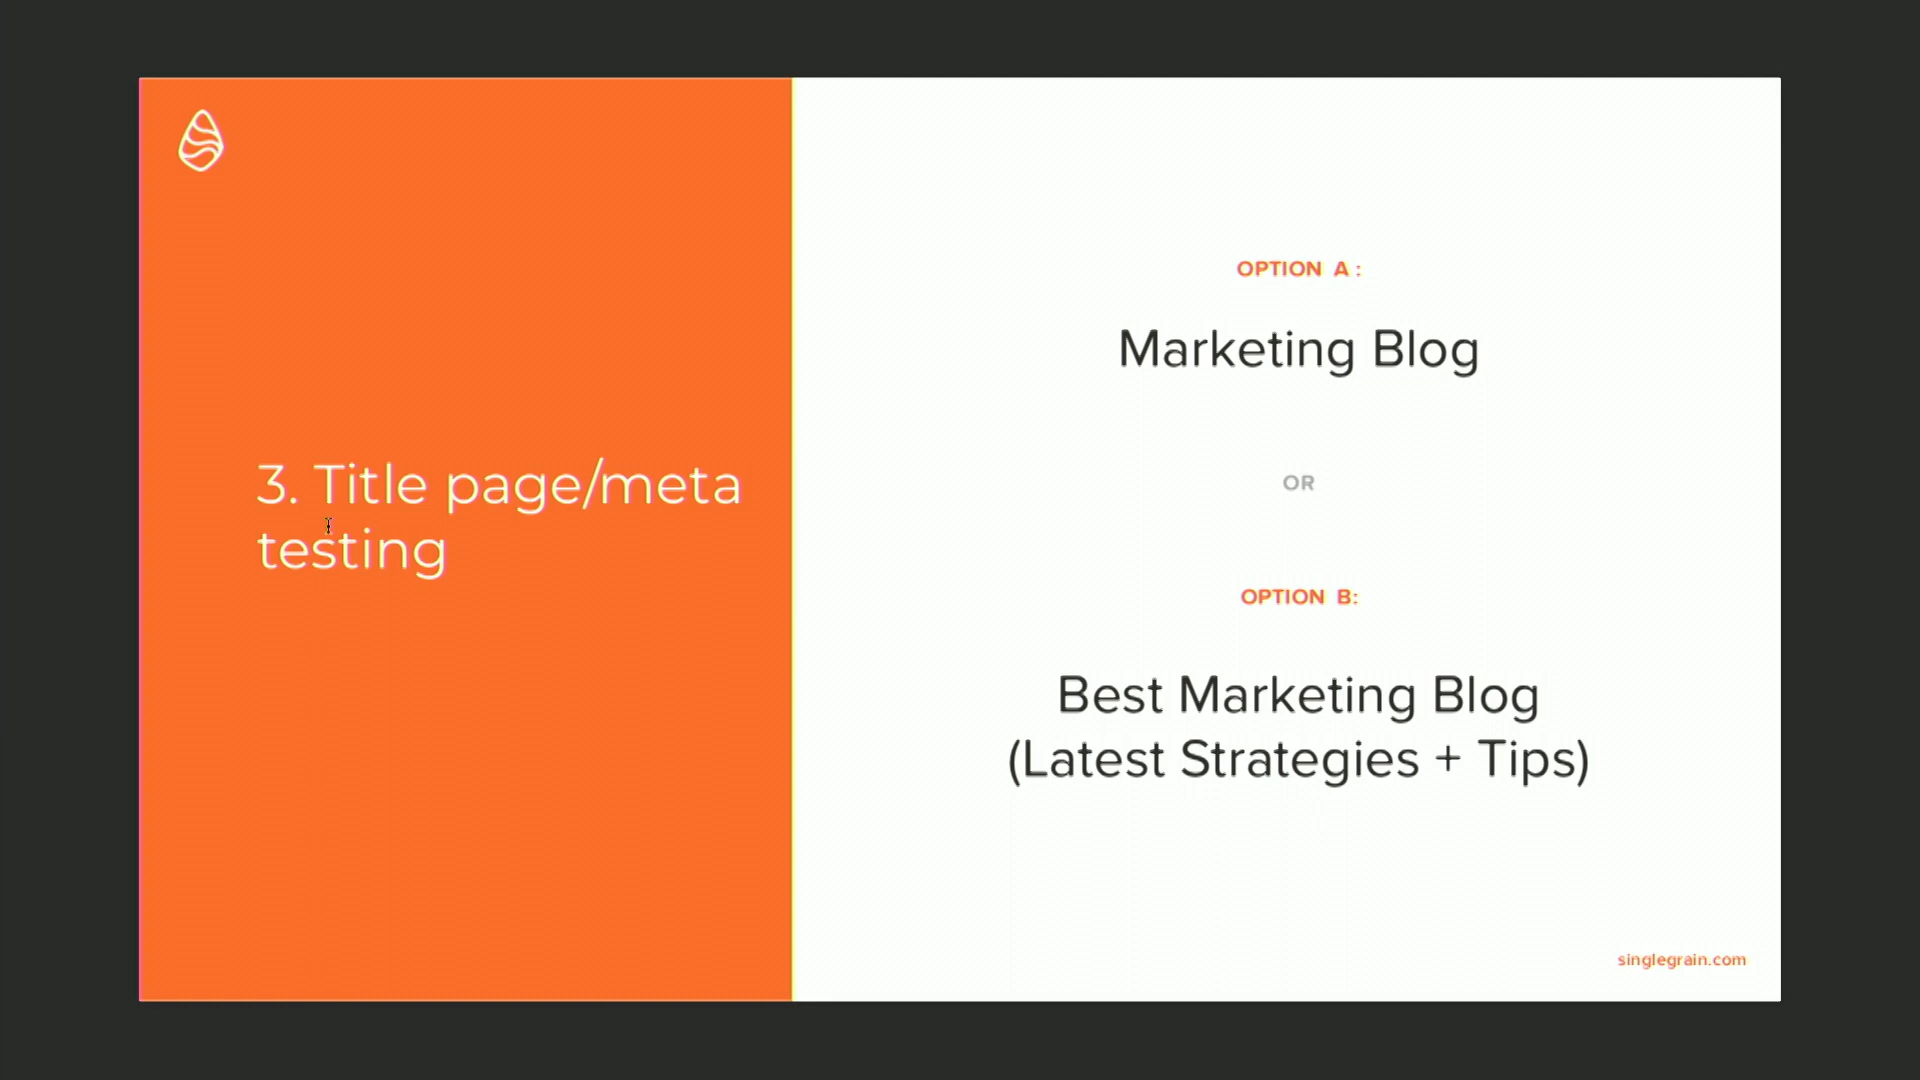 3. Title page/meta
testing
OPTION A :
Marketing Blog
OR
OPTION B:
Best Marketing Blog
(Latest Strategies + Tips)
singlegrain.com